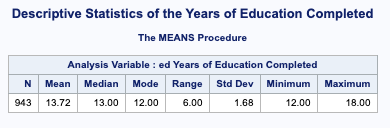 Descriptive Statistics of the Years of Education Completed
The MEANS Procedure
Analysis Variable : ed Years of Education Completed
N Mean Median Mode Range Std Dev Minimum Maximum
943 13.72 13.00 12.00 6.00 1.68 12.00 18.00